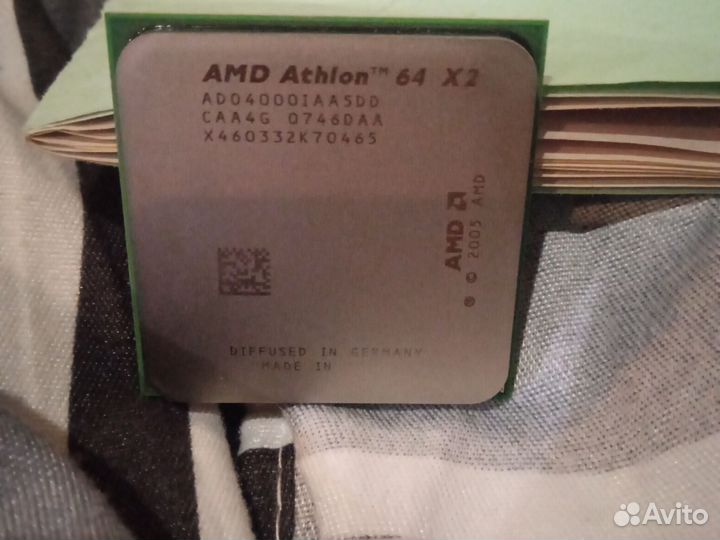 AMD Athlon™ 64 X2
ADO4000IAA5DD
CAA4G 0746DAA
X460332K70465
AMD
® © 2005 AMD
DIFFUSED IN GERMANY
MADE IN
Avito